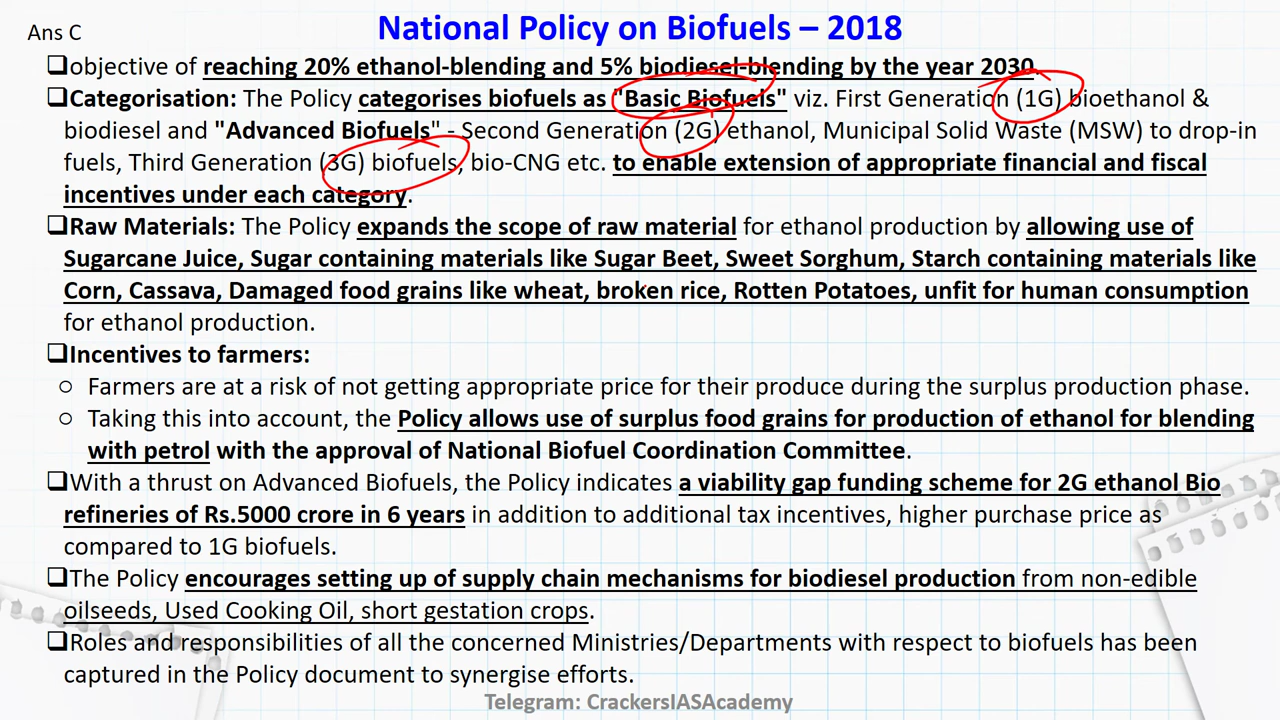 Ans C
National Policy on Biofuels – 2018
❑objective of reaching 20% ethanol-blending and 5% biodiesel-blending by the year 2030.
❑Categorisation: The Policy categorises biofuels as "Basic Biofuels" viz. First Generation (1G) bioethanol &
biodiesel and "Advanced Biofuels" - Second Generation (2G) ethanol, Municipal Solid Waste (MSW) to drop-in
fuels, Third Generation (3G) biofuels, bio-CNG etc. to enable extension of appropriate financial and fiscal
incentives under each category.
❑Raw Materials: The Policy expands the scope of raw material for ethanol production by allowing use of
Sugarcane Juice, Sugar containing materials like Sugar Beet, Sweet Sorghum, Starch containing materials like
Corn, Cassava, Damaged food grains like wheat, broken rice, Rotten Potatoes, unfit for human consumption
for ethanol production.
❑Incentives to farmers:
○ Farmers are at a risk of not getting appropriate price for their produce during the surplus production phase.
○ Taking this into account, the Policy allows use of surplus food grains for production of ethanol for blending
with petrol with the approval of National Biofuel Coordination Committee.
❑With a thrust on Advanced Biofuels, the Policy indicates a viability gap funding scheme for 2G ethanol Bio
refineries of Rs.5000 crore in 6 years in addition to additional tax incentives, higher purchase price as
compared to 1G biofuels.
❑The Policy encourages setting up of supply chain mechanisms for biodiesel production from non-edible
oilseeds, Used Cooking Oil, short gestation crops.
❑Roles and responsibilities of all the concerned Ministries/Departments with respect to biofuels has been
captured in the Policy document to synergise efforts.
Telegram: CrackersIASAcademy